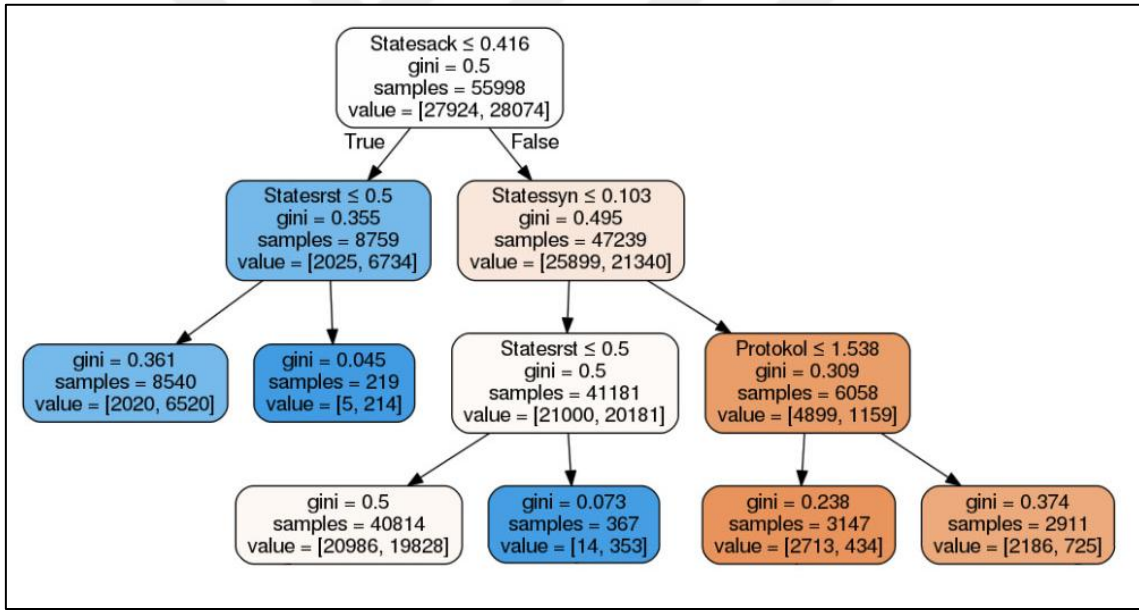 Statesack ≤ 0.416
gini = 0.5
samples = 55998
value = [27924, 28074]
True
False
Statesrst ≤ 0.5
gini = 0.355
samples = 8759
value = [2025, 6734]
Statessyn ≤ 0.103
gini = 0.495
samples = 47239
value = [25899, 21340]
gini = 0.361
samples = 8540
value = [2020, 6520]
gini = 0.045
samples = 219
value = [5, 214]
Statesrst ≤ 0.5
gini = 0.5
samples = 41181
value = [21000, 20181]
Protokol ≤ 1.538
gini = 0.309
samples = 6058
value = [4899, 1159]
gini = 0.5
samples = 40814
value = [20986, 19828]
gini = 0.073
samples = 367
value = [14, 353]
gini = 0.238
samples = 3147
value = [2713, 434]
gini = 0.374
samples = 2911
value = [2186, 725]